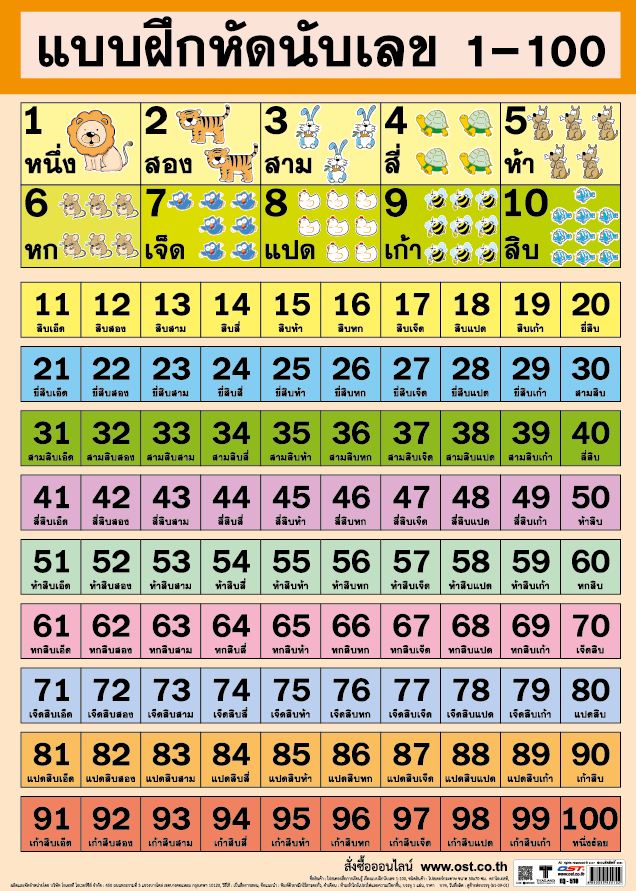 แบบฝึกหัดนับเลข 1-100
1 2 3 4 5
หนึ่ง สอง สาม สี่ ห้า
6 7 8 9 10
หก เจ็ด แปด เก้า สิบ
11 12 13 14 15 16 17 18 19 20
สิบเอ็ด สิบสอง สิบสาม สิบสี่ สิบห้า สิบหก สิบเจ็ด สิบแปด สิบเก้า ยี่สิบ
21 22 23 24 25 26 27 28 29 30
ยี่สิบเอ็ด ยี่สิบสอง ยี่สิบสาม ยี่สิบสี่ ยี่สิบห้า ยี่สิบหก ยี่สิบเจ็ด ยี่สิบแปด ยี่สิบเก้า สามสิบ
31 32 33 34 35 36 37 38 39 40
สามสิบเอ็ด สามสิบสอง สามสิบสาม สามสิบสี่ สามสิบห้า สามสิบหก สามสิบเจ็ด สามสิบแปด สามสิบเก้า สี่สิบ
41 42 43 44 45 46 47 48 49 50
สี่สิบเอ็ด สี่สิบสอง สี่สิบสาม สี่สิบสี่ สี่สิบห้า สี่สิบหก สี่สิบเจ็ด สี่สิบแปด สี่สิบเก้า ห้าสิบ
51 52 53 54 55 56 57 58 59 60
ห้าสิบเอ็ด ห้าสิบสอง ห้าสิบสาม ห้าสิบสี่ ห้าสิบห้า ห้าสิบหก ห้าสิบเจ็ด ห้าสิบแปด ห้าสิบเก้า หกสิบ
61 62 63 64 65 66 67 68 69 70
หกสิบเอ็ด หกสิบสอง หกสิบสาม หกสิบสี่ หกสิบห้า หกสิบหก หกสิบเจ็ด หกสิบแปด หกสิบเก้า เจ็ดสิบ
71 72 73 74 75 76 77 78 79 80
เจ็ดสิบเอ็ด เจ็ดสิบสอง เจ็ดสิบสาม เจ็ดสิบสี่ เจ็ดสิบห้า เจ็ดสิบหก เจ็ดสิบเจ็ด เจ็ดสิบแปด เจ็ดสิบเก้า แปดสิบ
81 82 83 84 85 86 87 88 89 90
แปดสิบเอ็ด แปดสิบสอง แปดสิบสาม แปดสิบสี่ แปดสิบห้า แปดสิบหก แปดสิบเจ็ด แปดสิบแปด แปดสิบเก้า เก้าสิบ
91 92 93 94 95 96 97 98 99 100
เก้าสิบเอ็ด เก้าสิบสอง เก้าสิบสาม เก้าสิบสี่ เก้าสิบห้า เก้าสิบหก เก้าสิบเจ็ด เก้าสิบแปด เก้าสิบเก้า หนึ่งร้อย
สั่งซื้อออนไลน์ www.ost.co.th
OST